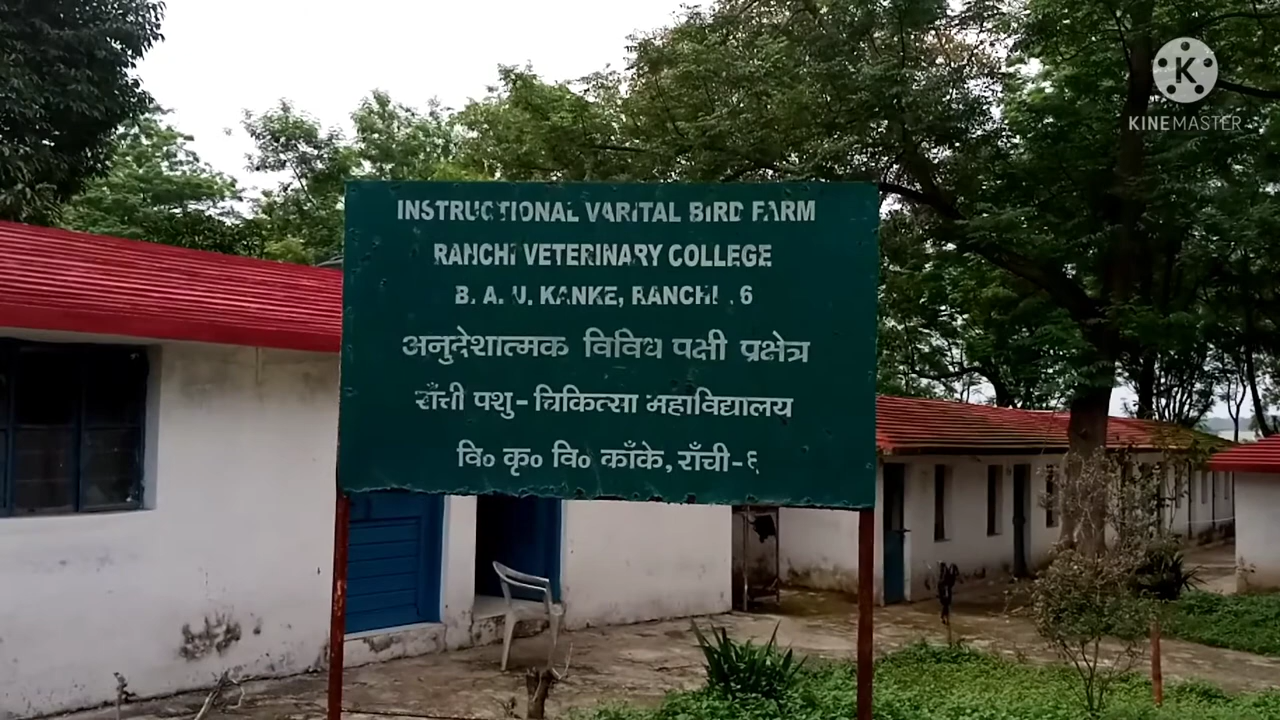 INSTRUCTIONAL VARITAL BIRD FARM
RANCHI VETERINARY COLLEGE
B. A. U. KANKE, RANCHI . 6
अनुदेशात्मक विविध पक्षी प्रक्षेत्र
राँची पशु-चिकित्सा महाविद्यालय
वि० कृ० वि० काँके, राँची-६
K
KINEMASTER